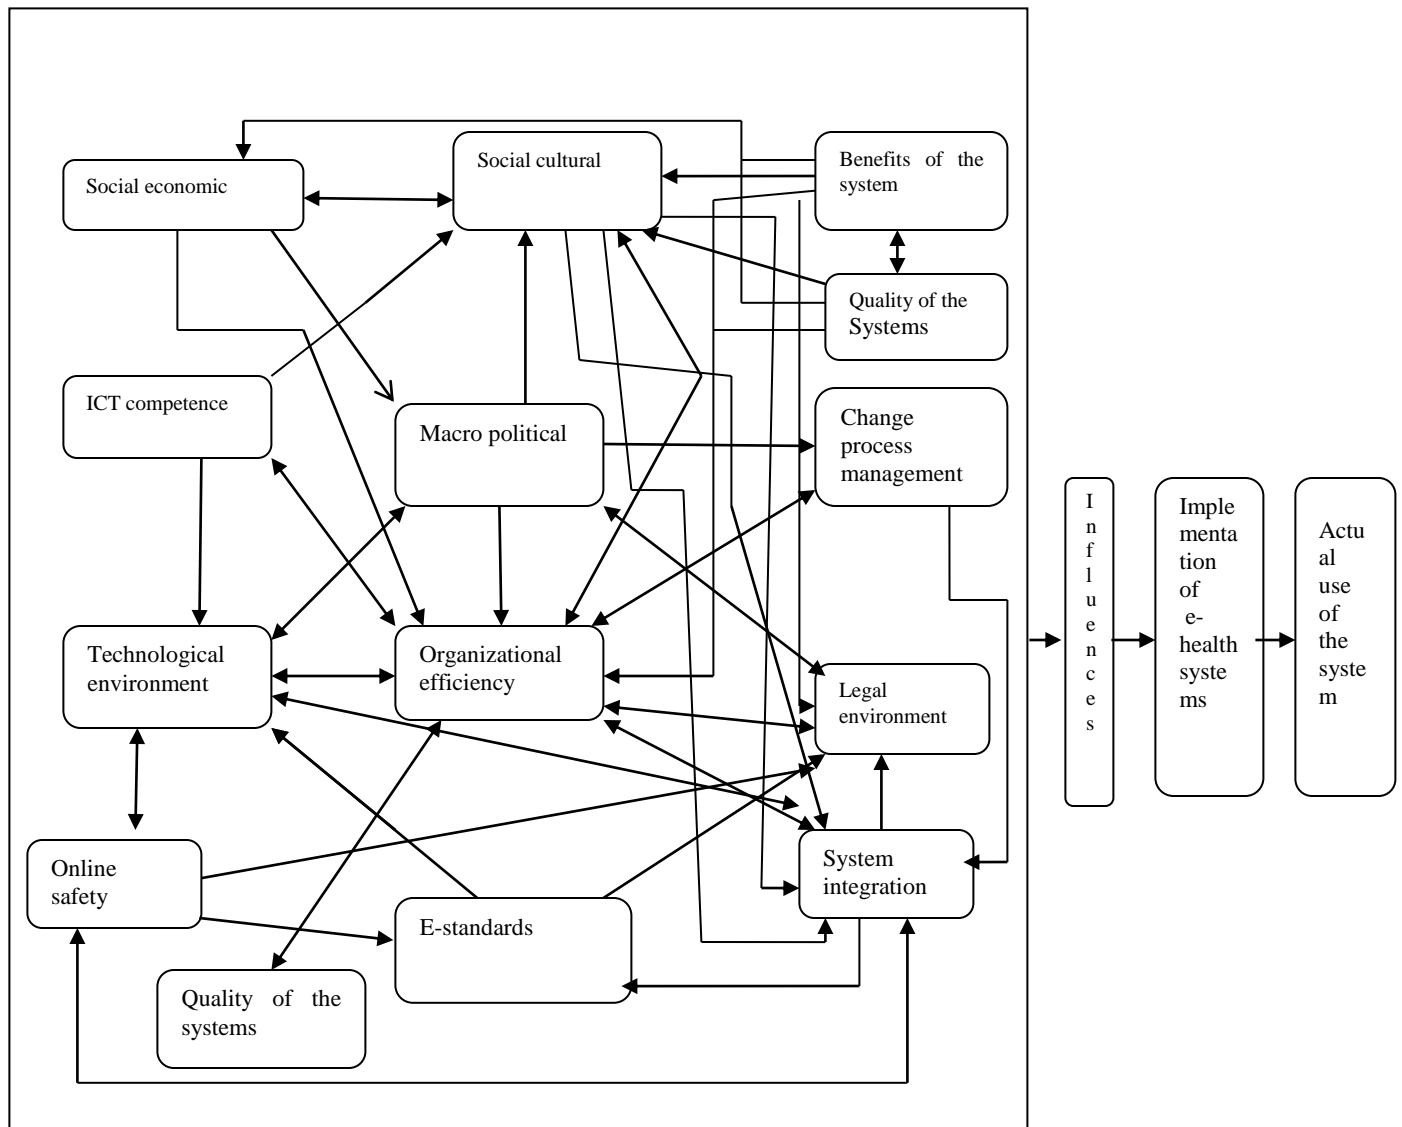 Social economic
Social cultural
Benefits of the
system
Quality of the
Systems
ICT competence
Macro political
Change
process
management
Technological
environment
Organizational
efficiency
Legal
environment
Online
safety
E-standards
System
integration
Quality of the
systems
I
n
f
l
u
e
n
c
e
s
Imple
menta
tion
of
e-
health
syste
ms
Actu
al
use
of
the
syste
m